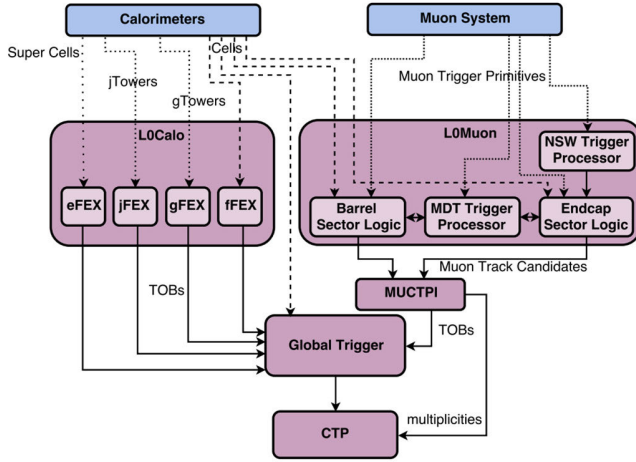 Calorimeters
Muon System
Super Cells
Cells
jTowers
Muon Trigger Primitives
gTowers
L0Calo
L0Muon
NSW Trigger
Processor
eFEX
jFEX
gFEX
fFEX
Barrel
Sector Logic
MDT Trigger
Processor
Endcap
Sector Logic
Muon Track Candidates
TOBs
MUCTPI
TOBs
Global Trigger
multiplicities
CTP